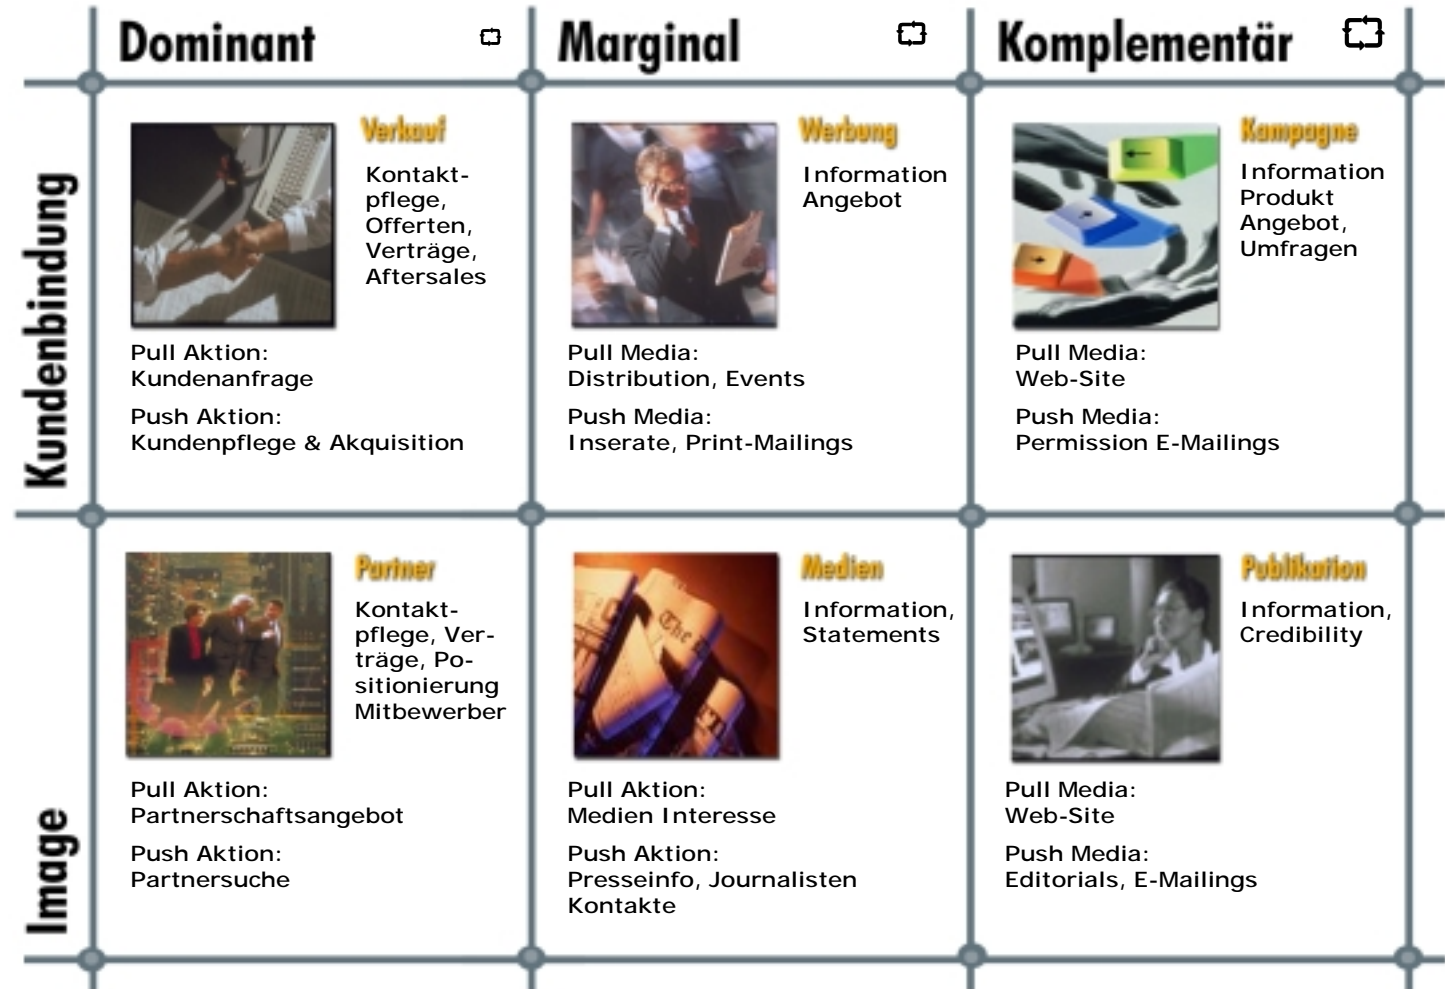 Dominant
Marginal
Komplementär
Kundenbindung
Verkauf
Kontakt-
pflege,
Offerten,
Verträge,
Aftersales
Pull Aktion:
Kundenanfrage
Push Aktion:
Kundenpflege & Akquisition
Werbung
Information
Angebot
Pull Media:
Distribution, Events
Push Media:
Inserate, Print-Mailings
Kampagne
Information
Produkt
Angebot,
Umfragen
Pull Media:
Web-Site
Push Media:
Permission E-Mailings
Image
Partner
Kontakt-
pflege, Ver-
träge, Po-
sitionierung
Mitbewerber
Pull Aktion:
Partnerschaftsangebot
Push Aktion:
Partnersuche
Medien
The
Information,
Statements
Pull Aktion:
Medien Interesse
Push Aktion:
Presseinfo, Journalisten
Kontakte
Publikation
Information,
Credibility
Pull Media:
Web-Site
Push Media:
Editorials, E-Mailings